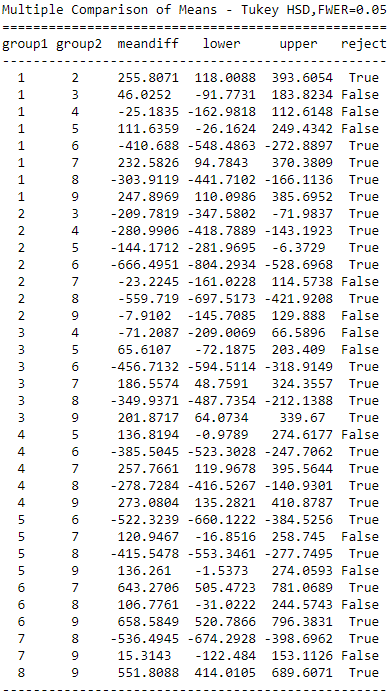 Multiple Comparison of Means - Tukey HSD,FWER=0.05
==================================================
group1 group2 meandiff lower upper reject
--------------------------------------------------
1 2 255.8071 118.0088 393.6054 True
1 3 46.0252 -91.7731 183.8234 False
1 4 -25.1835 -162.9818 112.6148 False
1 5 111.6359 -26.1624 249.4342 False
1 6 -410.688 -548.4863 -272.8897 True
1 7 232.5826 94.7843 370.3809 True
1 8 -303.9119 -441.7102 -166.1136 True
1 9 247.8969 110.0986 385.6952 True
2 3 -209.7819 -347.5802 -71.9837 True
2 4 -280.9906 -418.7889 -143.1923 True
2 5 -144.1712 -281.9695 -6.3729 True
2 6 -666.4951 -804.2934 -528.6968 True
2 7 -23.2245 -161.0228 114.5738 False
2 8 -559.719 -697.5173 -421.9208 True
2 9 -7.9102 -145.7085 129.888 False
3 4 -71.2087 -209.0069 66.5896 False
3 5 65.6107 -72.1875 203.409 False
3 6 -456.7132 -594.5114 -318.9149 True
3 7 186.5574 48.7591 324.3557 True
3 8 -349.9371 -487.7354 -212.1388 True
3 9 201.8717 64.0734 339.67 True
4 5 136.8194 -0.9789 274.6177 False
4 6 -385.5045 -523.3028 -247.7062 True
4 7 257.7661 119.9678 395.5644 True
4 8 -278.7284 -416.5267 -140.9301 True
4 9 273.0804 135.2821 410.8787 True
5 6 -522.3239 -660.1222 -384.5256 True
5 7 120.9467 -16.8516 258.745 False
5 8 -415.5478 -553.3461 -277.7495 True
5 9 136.261 -1.5373 274.0593 False
6 7 643.2706 505.4723 781.0689 True
6 8 106.7761 -31.0222 244.5743 False
6 9 658.5849 520.7866 796.3831 True
7 8 -536.4945 -674.2928 -398.6962 True
7 9 15.3143 -122.484 153.1126 False
8 9 551.8088 414.0105 689.6071 True
--------------------------------------------------